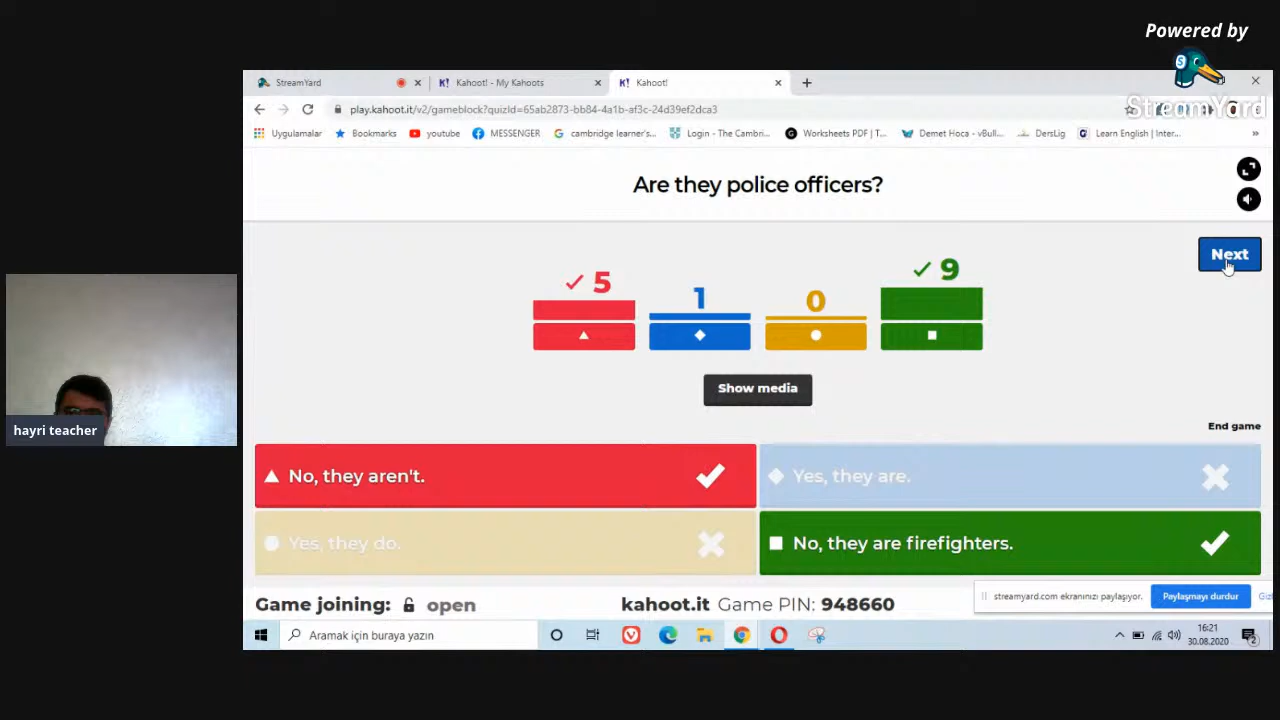 Powered by
StreamYard
StreamYard
Kahoot! - My Kahoots
Kahoot!
play.kahoot.it/v2/gameblock?quizId=65ab2873-bb84-4a1b-af3c-24d39ef2dca3
Uygulamalar
Bookmarks
youtube
MESSENGER
cambridge learner's...
Login - The Cambri...
Worksheets PDF | T...
Demet Hoca - vBull...
DersLig
Learn English | Inter...
Are they police officers?
Next
5
1
0
9
Show media
End game
hayri teacher
No, they aren't.
Yes, they are.
Yes, they do.
No, they are firefighters.
Game joining: open
kahoot.it Game PIN: 948660
streamyard.com ekranınızı paylaşıyor.
Paylaşmayı durdur
Aramak için buraya yazın
16:21
30.08.2020
2